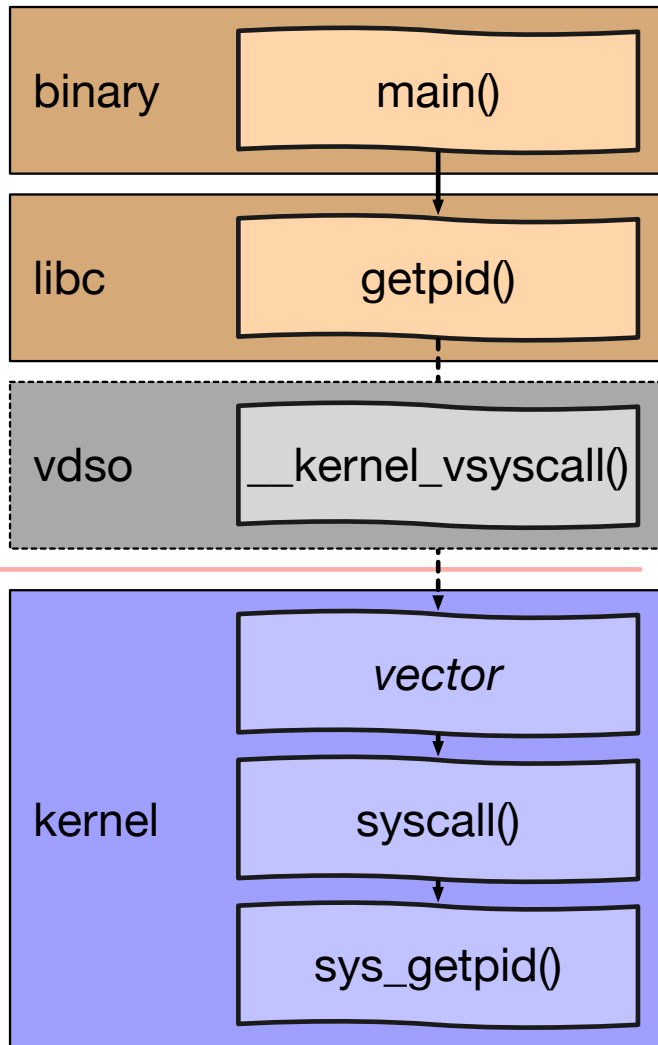 binary
main()
libc
getpid()
vdso
__kernel_vsyscall()
kernel
vector
syscall()
sys_getpid()